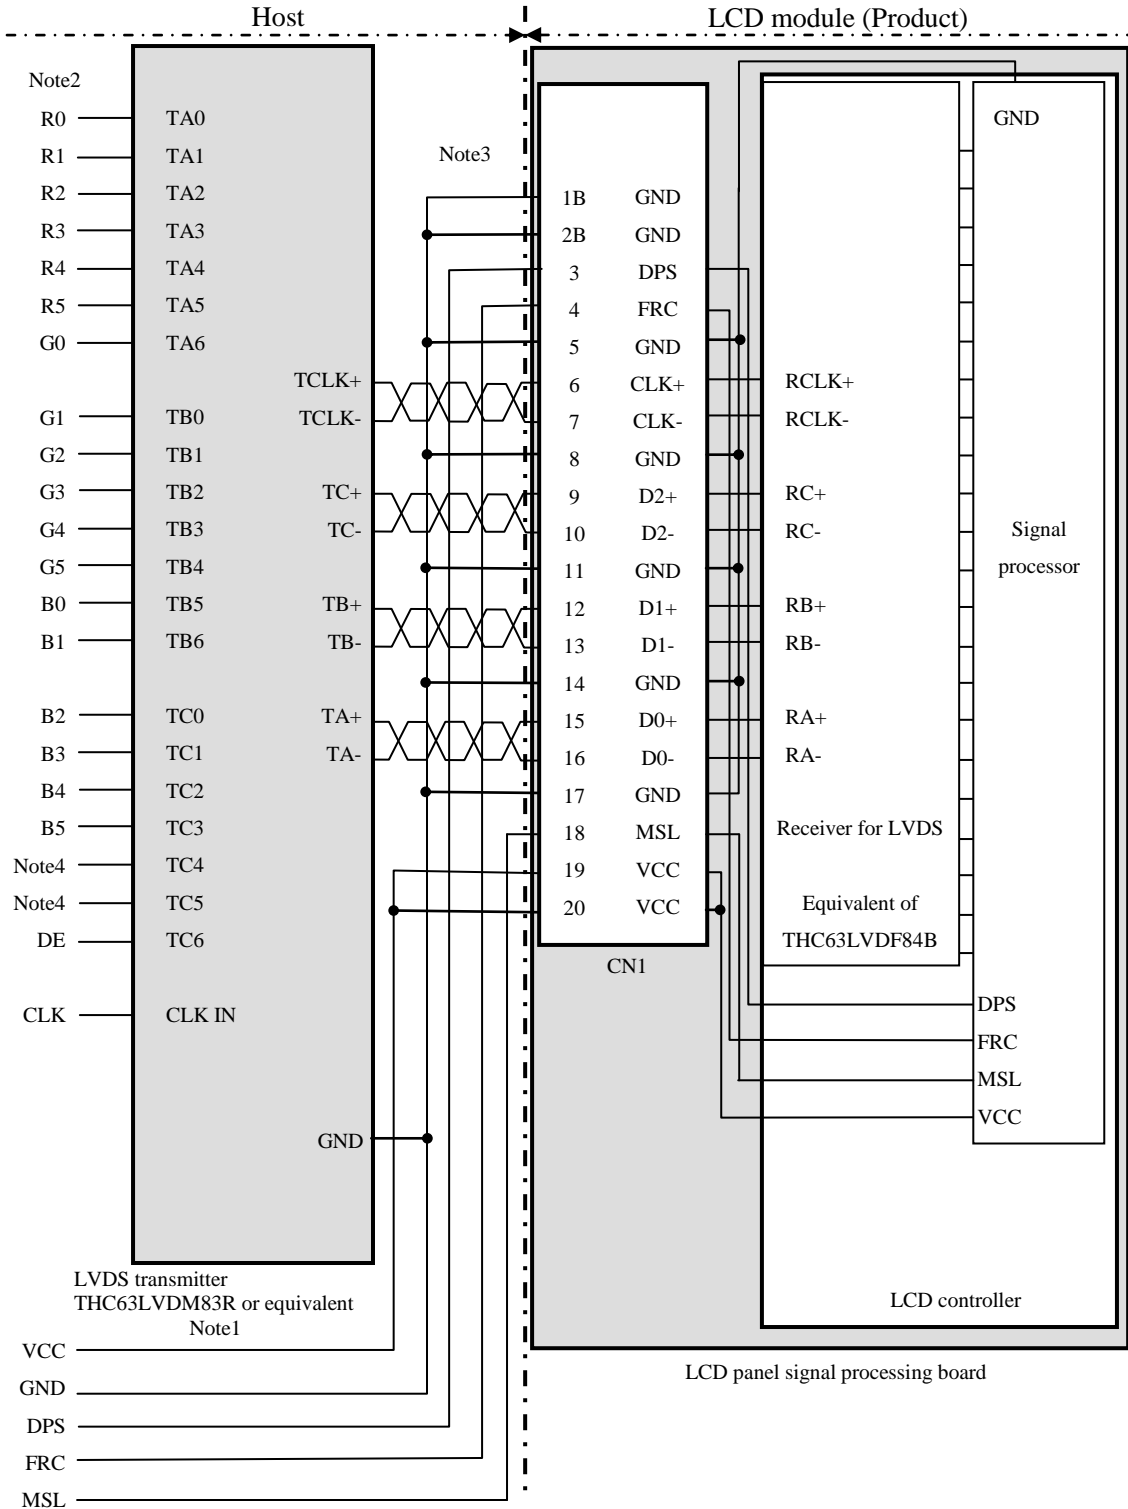 Host
LCD module (Product)
Note2
R0 TA0
R1 TA1
R2 TA2
R3 TA3
R4 TA4
R5 TA5
G0 TA6
TCLK+
G1 TB0 TCLK-
G2 TB1
G3 TB2 TC+
G4 TB3 TC-
G5 TB4
B0 TB5 TB+
B1 TB6 TB-
B2 TC0 TA+
B3 TC1 TA-
B4 TC2
B5 TC3
Note4 TC4
Note4 TC5
DE TC6
CLK CLK IN
GND
LVDS transmitter
THC63LVDM83R or equivalent
Note1
VCC
GND
DPS
FRC
MSL
Note3
1B GND
2B GND
3 DPS
4 FRC
5 GND
6 CLK+
7 CLK-
8 GND
9 D2+
10 D2-
11 GND
12 D1+
13 D1-
14 GND
15 D0+
16 D0-
17 GND
18 MSL
19 VCC
20 VCC
CN1
RCLK+
RCLK-
RC+
RC-
RB+
RB-
RA+
RA-
Receiver for LVDS
Equivalent of
THC63LVDF84B
GND
Signal
processor
DPS
FRC
MSL
VCC
LCD controller
LCD panel signal processing board